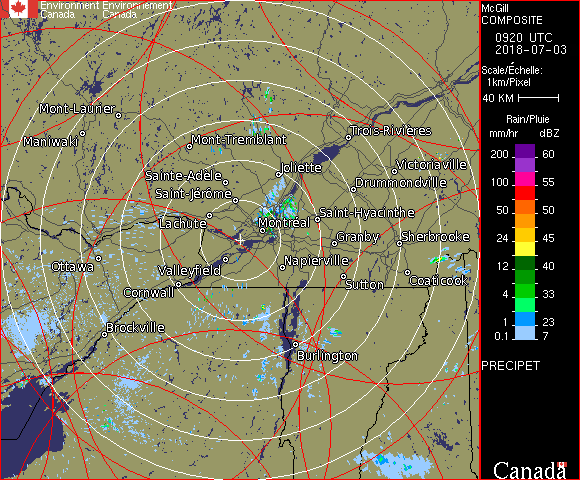 Environment Environnement
Canada Canada
McGill
COMPOSITE
0920 UTC
2018-07-03
Scale/Échelle:
1km/Pixel
40 KM
Rain/Pluie
mm/hr dBZ
200 60
100 55
50 50
24 45
12 40
4 33
1 23
0.1 7
PRECIPET
Canada
Mont-Laurier
Maniwaki
Mont-Tremblant
Trois-Rivières
Joliette
Victoriaville
Sainte-Adèle
Drummondville
Saint-Jérôme
Saint-Hyacinthe
Lachute
Montréal
Granby
Sherbrooke
Ottawa
Valleyfield
Napierville
Coaticook
Sutton
Cornwall
Brockville
Burlington